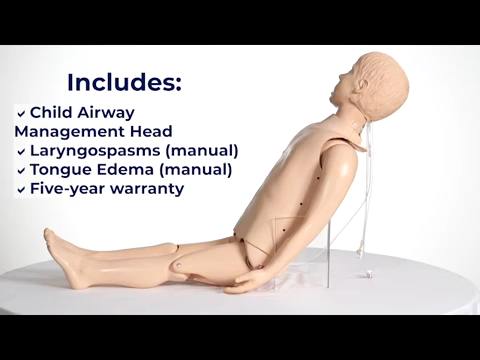 Includes:
Child Airway
Management Head
Laryngospasms (manual)
Tongue Edema (manual)
Five-year warranty